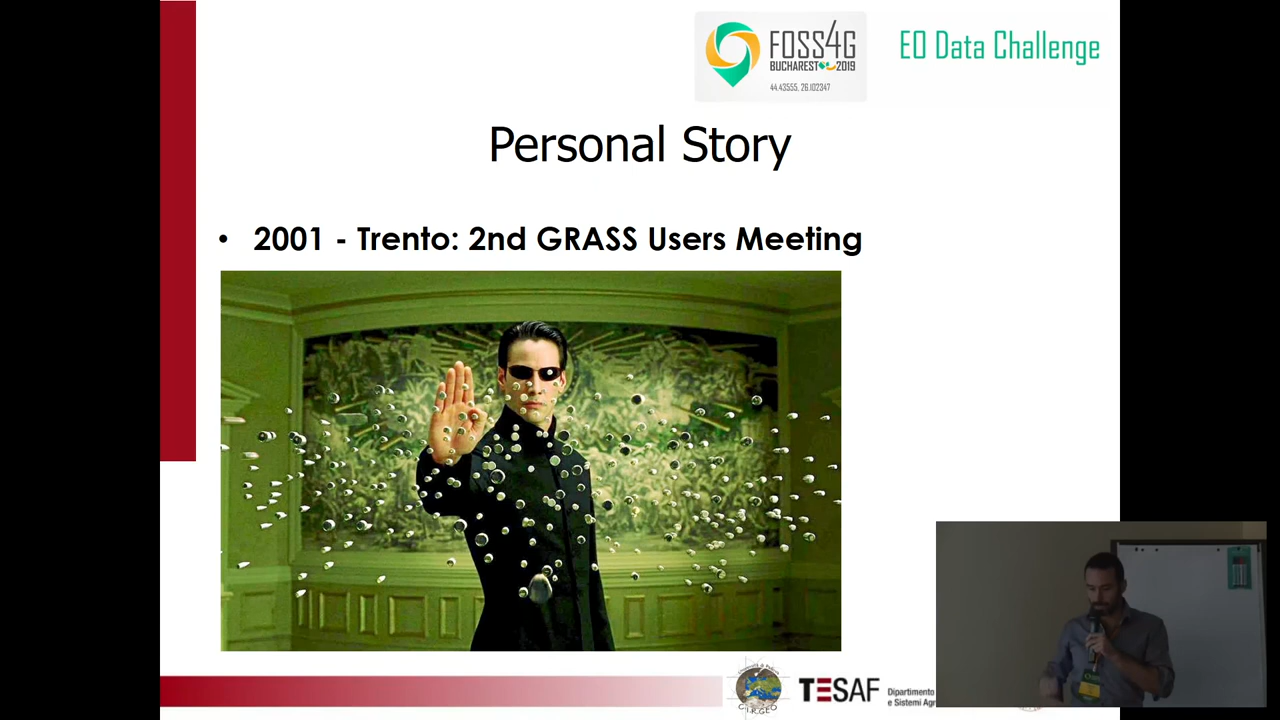 FOSS4G
BUCHAREST 2019
44.43555, 26.102347
EO Data Challenge
Personal Story
• 2001 - Trento: 2nd GRASS Users Meeting
C.I.R.GEO
TESAF
Dipartimento
e Sistemi Agr